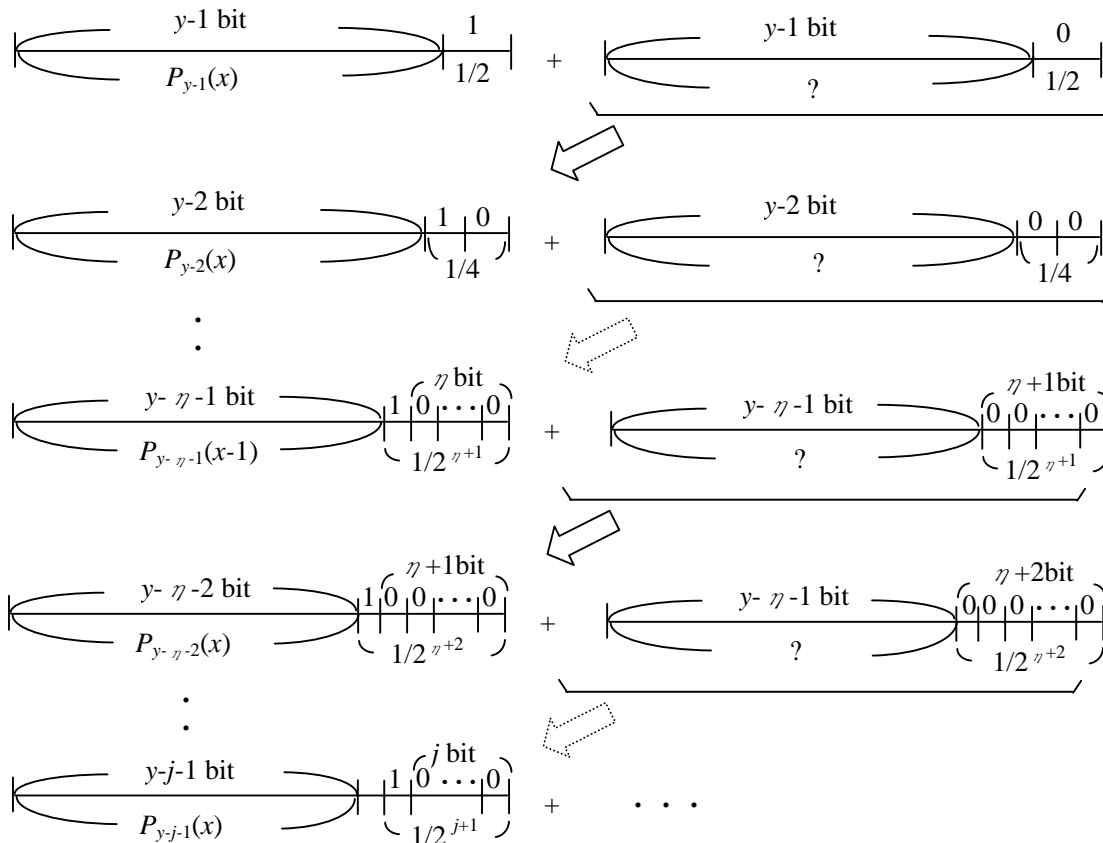 y-1 bit 1 y-1 bit 0
P_{y-1}(x) 1/2 + ? 1/2
y-2 bit 1 0 y-2 bit 0 0
P_{y-2}(x) 1/4 + ? 1/4
η bit η+1bit
y-η-1 bit 1 0 ··· 0 y-η-1 bit 0 0 ··· 0
P_{y-η-1}(x-1) 1/2^{η+1} + ? 1/2^{η+1}
η+1bit η+2bit
y-η-2 bit 1 0 0 ··· 0 y-η-1 bit 0 0 0 ··· 0
P_{y-η-2}(x) 1/2^{η+2} + ? 1/2^{η+2}
j bit
y-j-1 bit 1 0 ··· 0
P_{y-j-1}(x) 1/2^{j+1} + ···